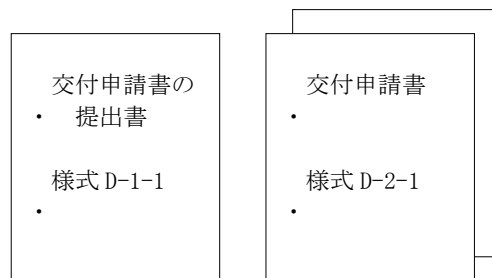 交付申請書の
・ 提出書
様式 D-1-1
・
交付申請書
・
様式 D-2-1
・